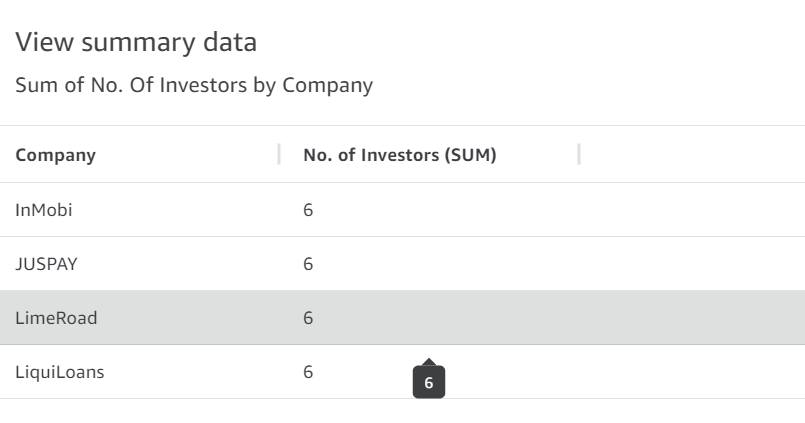 View summary data
Sum of No. Of Investors by Company
Company No. of Investors (SUM)
InMobi 6
JUSPAY 6
LimeRoad 6
LiquiLoans 6
6